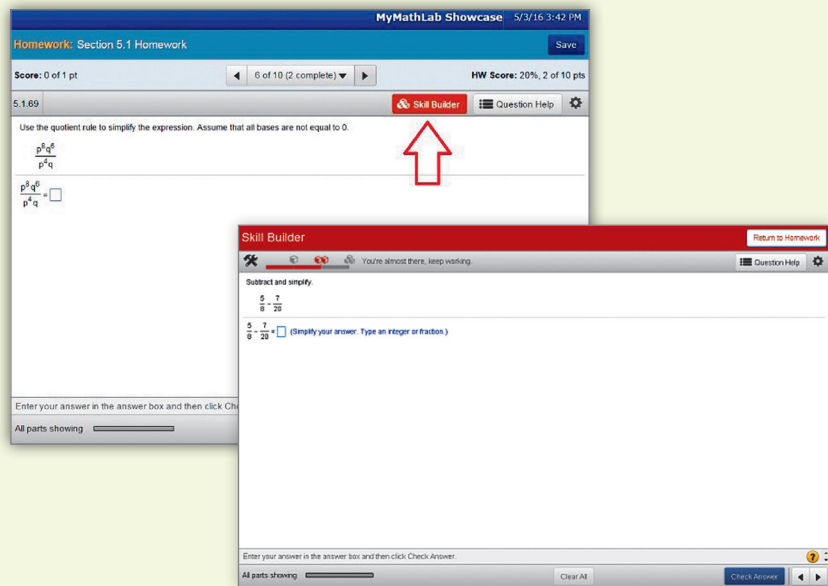 MyMathLab Showcase 5/3/16 3:42 PM
Homework: Section 5.1 Homework Save
Score: 0 of 1 pt 6 of 10 (2 complete) HW Score: 20%, 2 of 10 pts
5.1.69 Skill Builder Question Help
Use the quotient rule to simplify the expression. Assume that all bases are not equal to 0.
p⁸q⁶
p⁴q
p⁸q⁶
p⁴q =
Enter your answer in the answer box and then click Ch
All parts showing
Skill Builder Return to Homework
You're almost there, keep working. Question Help
Subtract and simplify.
5/8 - 7/20
5/8 - 7/20 = (Simplify your answer. Type an integer or fraction.)
Enter your answer in the answer box and then click Check Answer.
?
All parts showing Clear All Check Answer